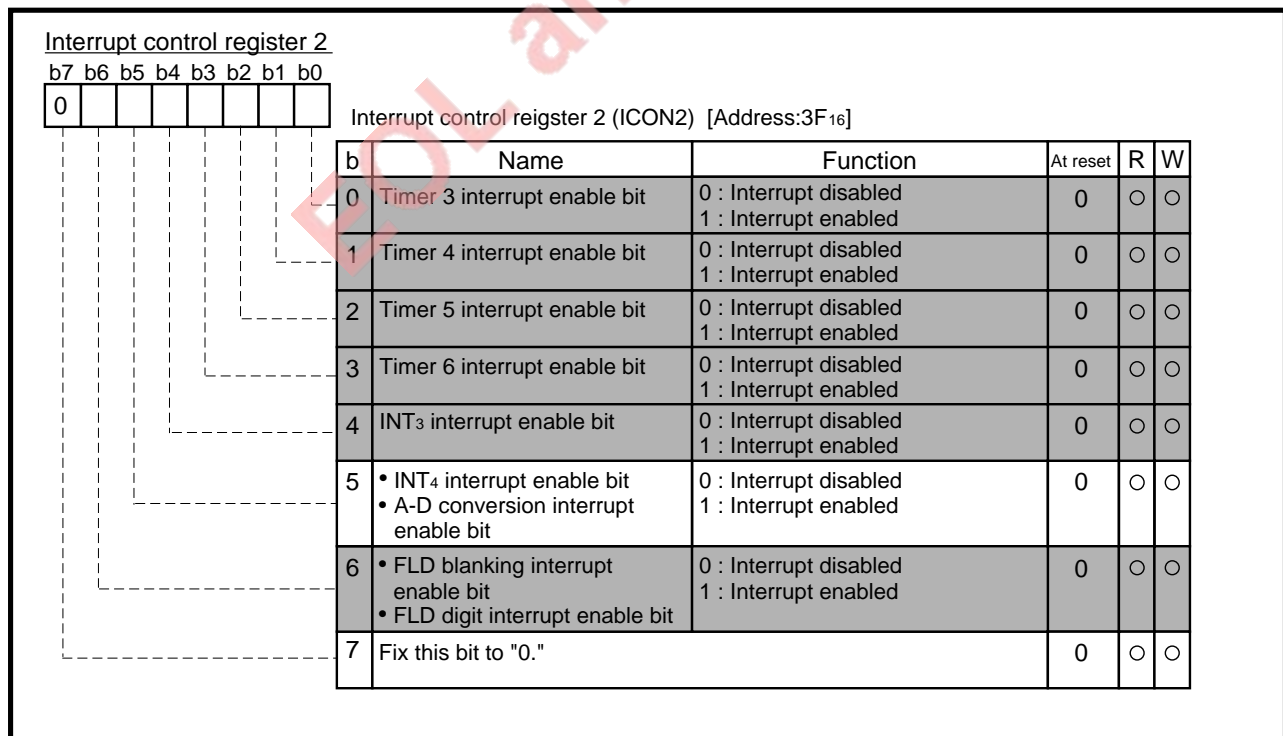 Interrupt control register 2
b7 b6 b5 b4 b3 b2 b1 b0
0
Interrupt control reigster 2 (ICON2) [Address:3F16]
b Name Function At reset R W
0 Timer 3 interrupt enable bit 0 : Interrupt disabled 0 ○ ○
1 : Interrupt enabled
1 Timer 4 interrupt enable bit 0 : Interrupt disabled 0 ○ ○
1 : Interrupt enabled
2 Timer 5 interrupt enable bit 0 : Interrupt disabled 0 ○ ○
1 : Interrupt enabled
3 Timer 6 interrupt enable bit 0 : Interrupt disabled 0 ○ ○
1 : Interrupt enabled
4 INT3 interrupt enable bit 0 : Interrupt disabled 0 ○ ○
1 : Interrupt enabled
5 • INT4 interrupt enable bit 0 : Interrupt disabled 0 ○ ○
• A-D conversion interrupt 1 : Interrupt enabled
enable bit
6 • FLD blanking interrupt 0 : Interrupt disabled 0 ○ ○
enable bit 1 : Interrupt enabled
• FLD digit interrupt enable bit
7 Fix this bit to "0." 0 ○ ○
EOL